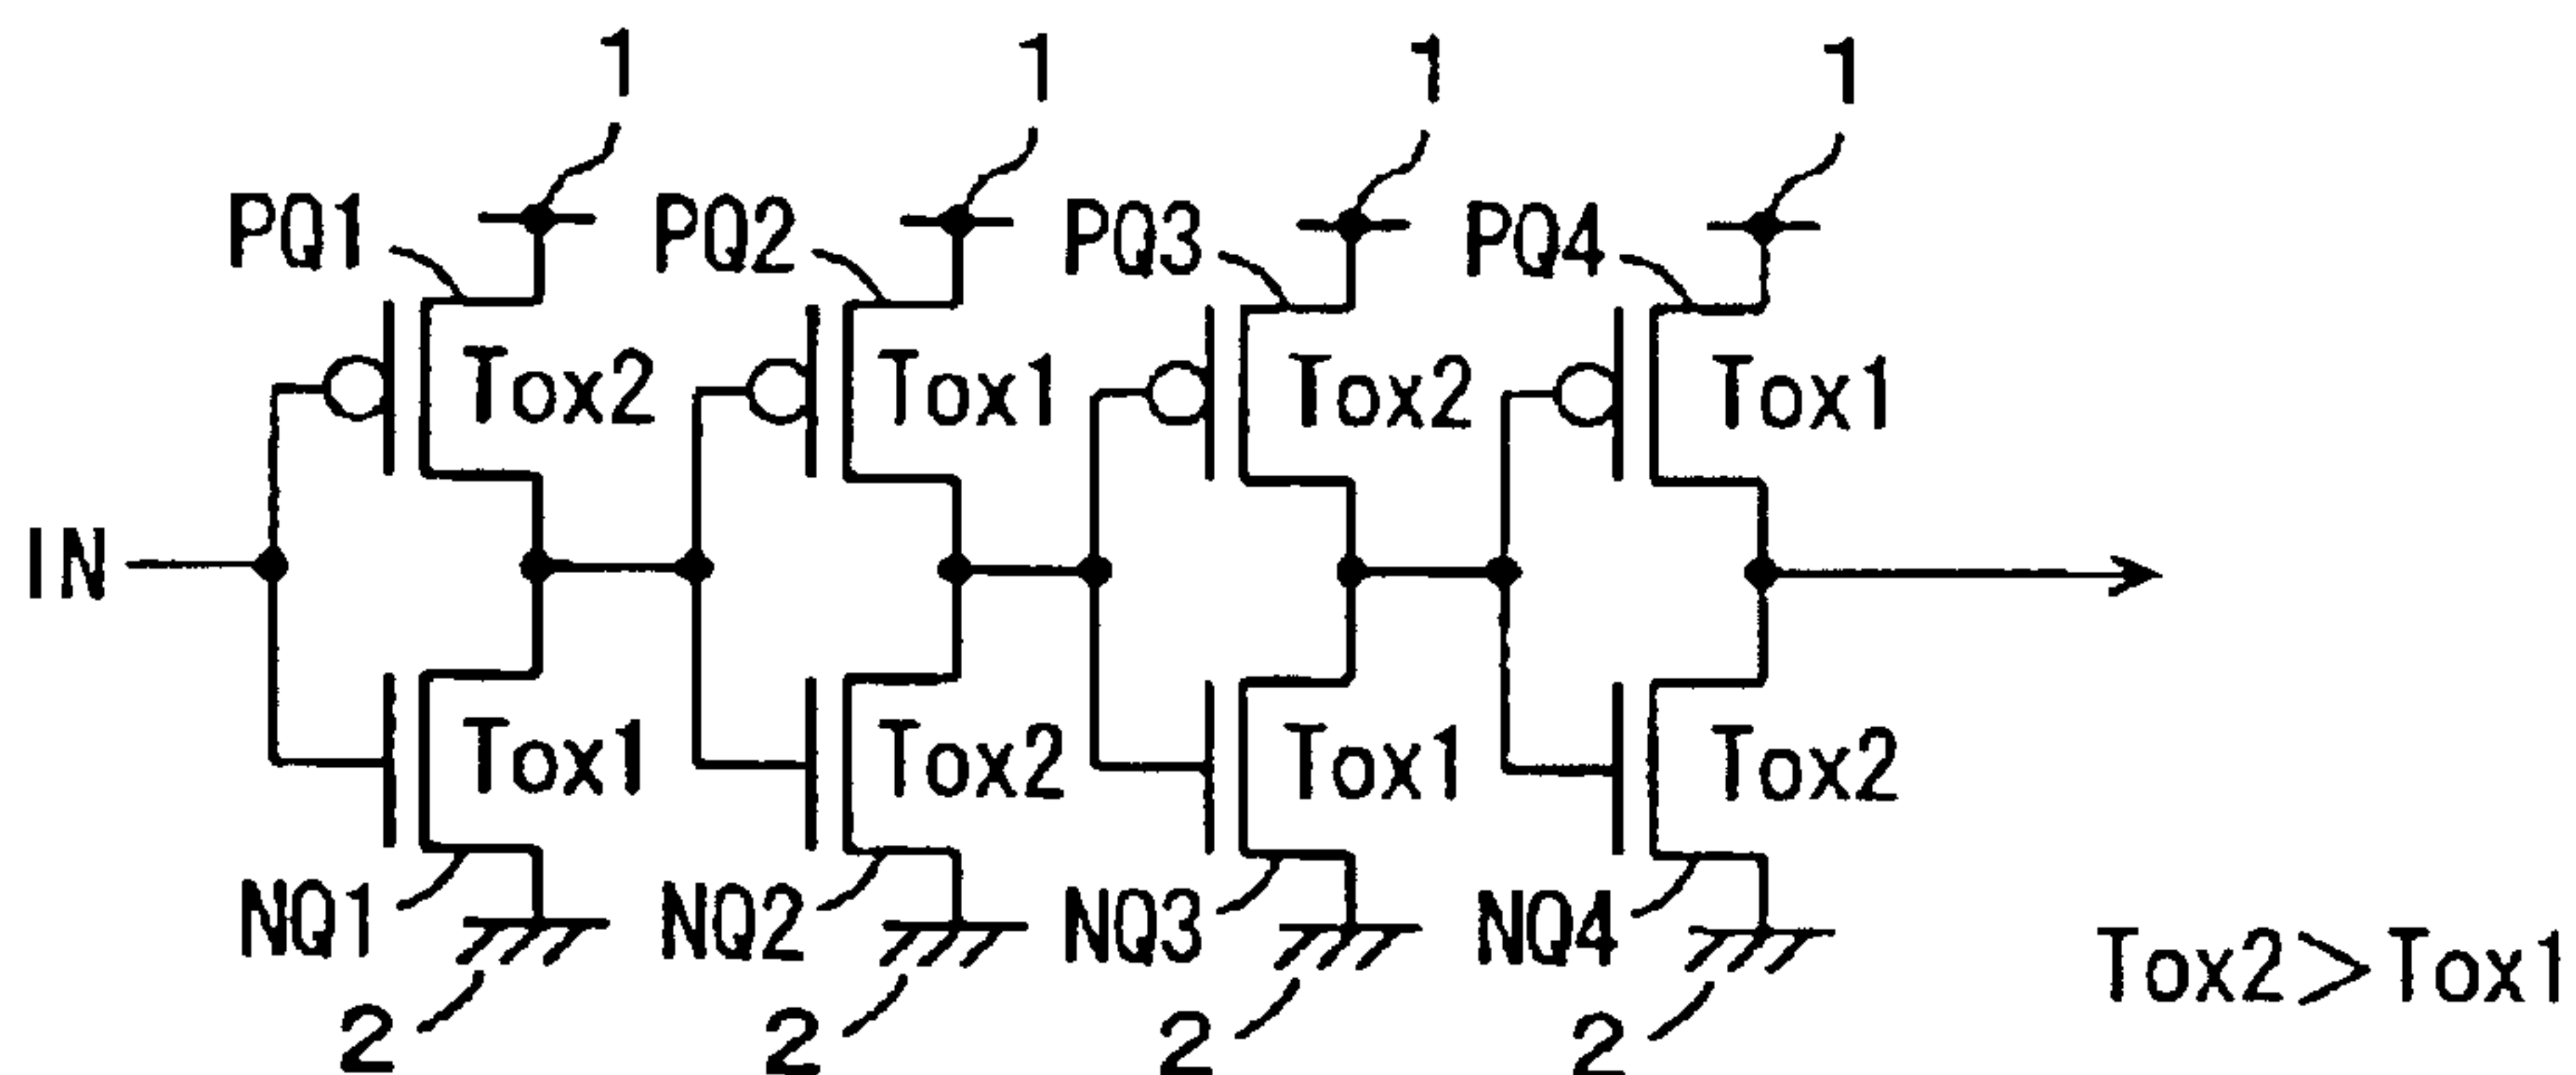 1 1 1 1
PQ1 PQ2 PQ3 PQ4
Tox2 Tox1 Tox2 Tox1
IN
Tox1 Tox2 Tox1 Tox2
NQ1 NQ2 NQ3 NQ4
Tox2>Tox1
2 2 2 2